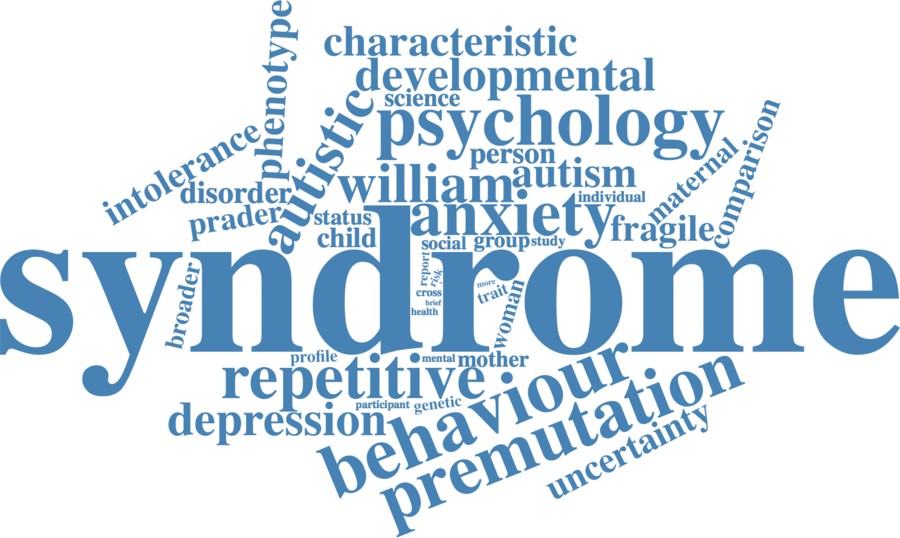 phenotype
characteristic
developmental
science
autistic
psychology
intolerance
person
comparison
maternal
disorder
william
autism
individual
prader
status
anxiety
fragile
child
social
group
study
syndrome
broader
report
risk
cross
brief
health
more
trait
woman
profile
mental
mother
repetitive
behaviour
participant
genetic
depression
premutation
uncertainty